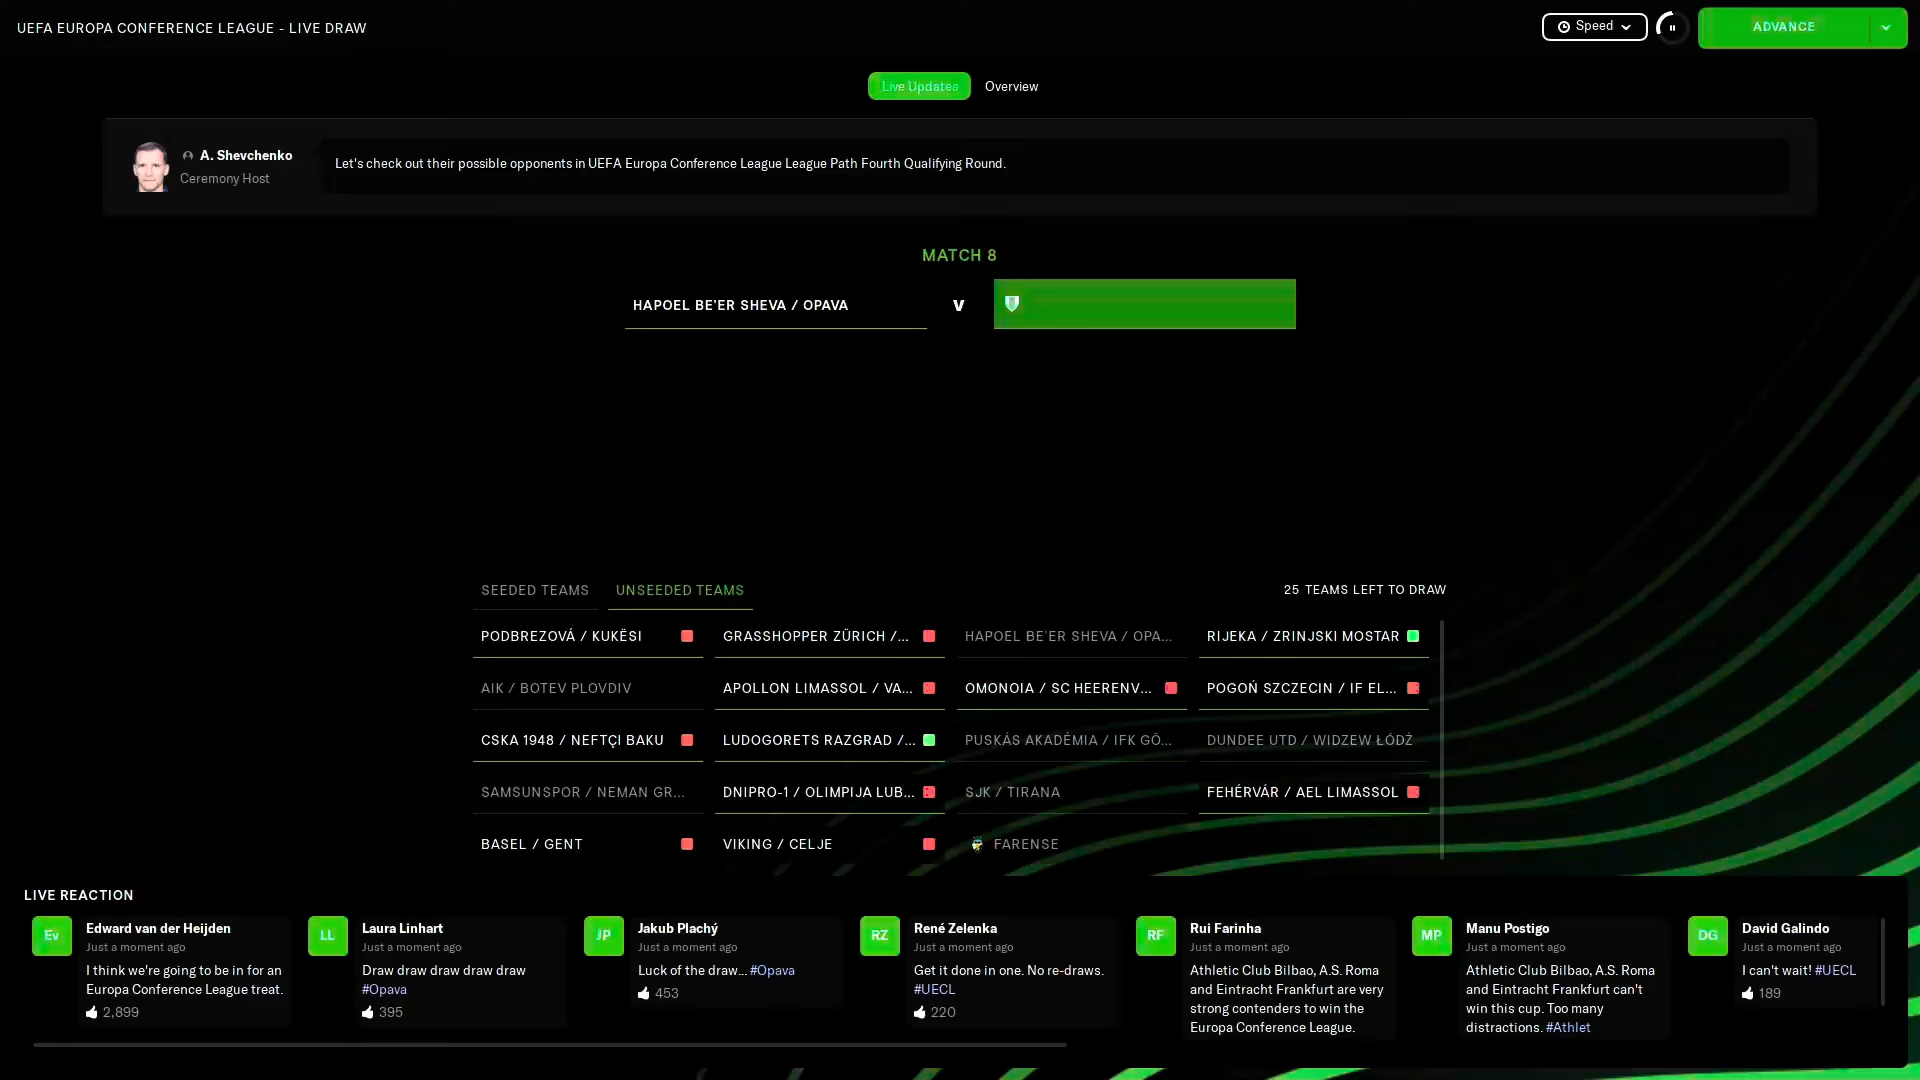 UEFA EUROPA CONFERENCE LEAGUE - LIVE DRAW
Speed
ADVANCE
Live Updates
Overview
A. Shevchenko
Ceremony Host
Let's check out their possible opponents in UEFA Europa Conference League League Path Fourth Qualifying Round.
MATCH 8
HAPOEL BE'ER SHEVA / OPAVA
V
SEEDED TEAMS
UNSEEDED TEAMS
25 TEAMS LEFT TO DRAW
PODBREZOVÁ / KUKËSI
GRASSHOPPER ZÜRICH /...
HAPOEL BE'ER SHEVA / OPA...
RIJEKA / ZRINJSKI MOSTAR
AIK / BOTEV PLOVDIV
APOLLON LIMASSOL / VA...
OMONOIA / SC HEERENV...
POGOŃ SZCZECIN / IF EL...
CSKA 1948 / NEFTÇI BAKU
LUDOGORETS RAZGRAD /...
PUSKÁS AKADÉMIA / IFK GÖ...
DUNDEE UTD / WIDZEW ŁÓDŹ
SAMSUNSPOR / NEMAN GR...
DNIPRO-1 / OLIMPIJA LUB...
SJK / TIRANA
FEHÉRVÁR / AEL LIMASSOL
BASEL / GENT
VIKING / CELJE
FARENSE
LIVE REACTION
Ev
Edward van der Heijden
Just a moment ago
I think we're going to be in for an
Europa Conference League treat.
2,899
LL
Laura Linhart
Just a moment ago
Draw draw draw draw draw
#Opava
395
JP
Jakub Plachý
Just a moment ago
Luck of the draw... #Opava
453
RZ
René Zelenka
Just a moment ago
Get it done in one. No re-draws.
#UECL
220
RF
Rui Farinha
Just a moment ago
Athletic Club Bilbao, A.S. Roma
and Eintracht Frankfurt are very
strong contenders to win the
Europa Conference League.
MP
Manu Postigo
Just a moment ago
Athletic Club Bilbao, A.S. Roma
and Eintracht Frankfurt can't
win this cup. Too many
distractions. #Athlet
DG
David Galindo
Just a moment ago
I can't wait! #UECL
189